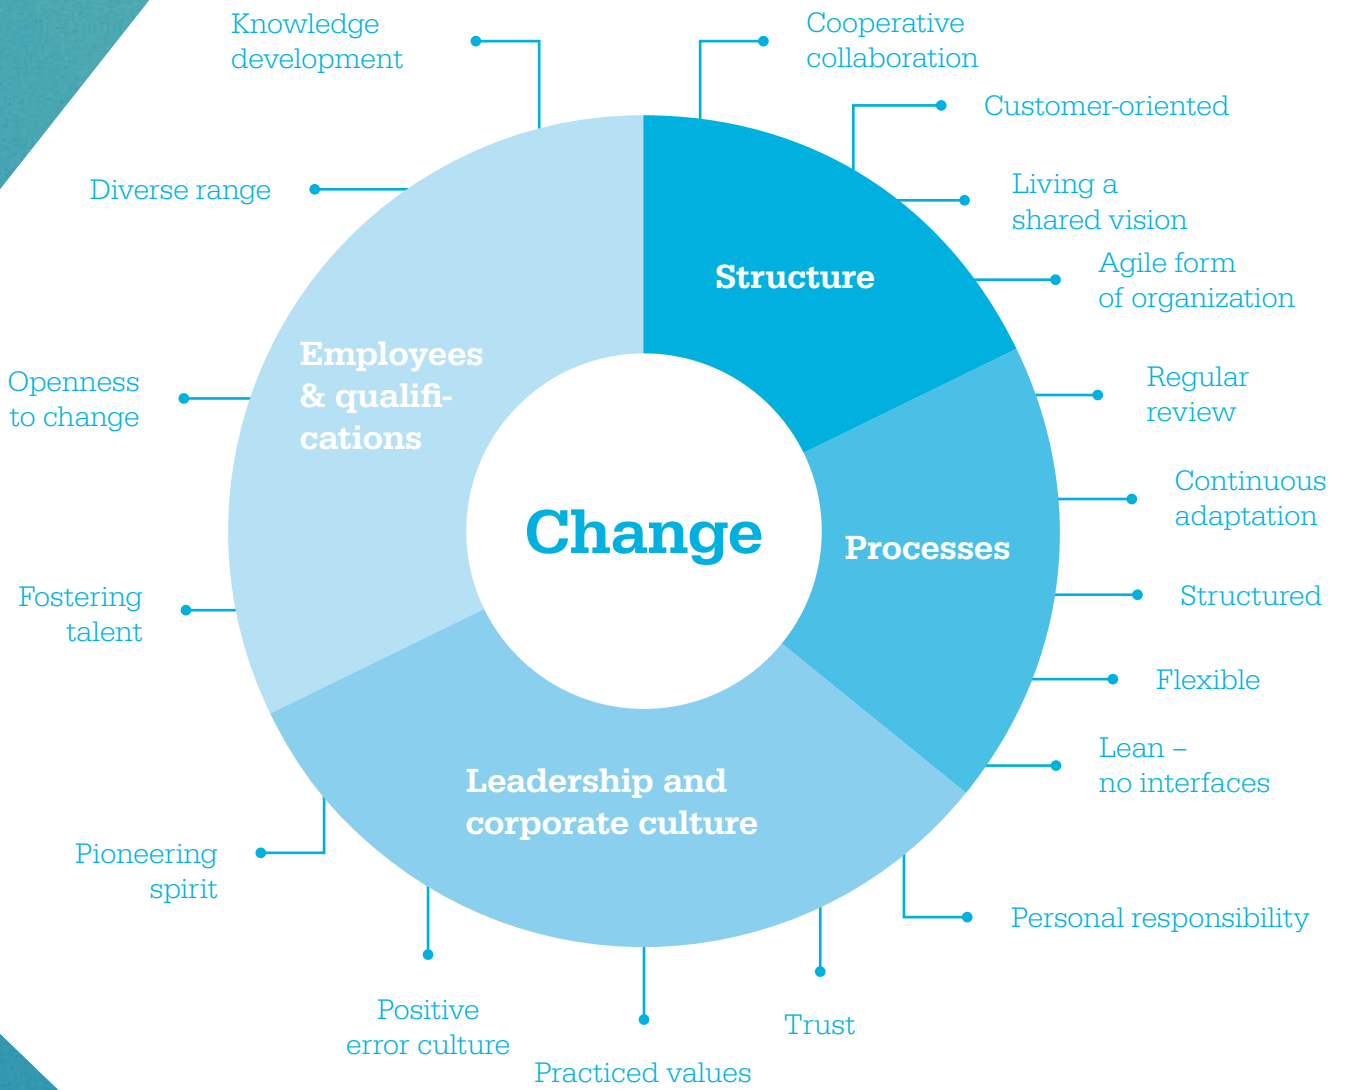 Knowledge
development
Cooperative
collaboration
Customer-oriented
Diverse range
Living a
shared vision
Structure
Agile form
of organization
Employees
& qualifi-
cations
Openness
to change
Regular
review
Continuous
adaptation
Change
Processes
Fostering
talent
Structured
Flexible
Lean –
no interfaces
Leadership and
corporate culture
Pioneering
spirit
Personal responsibility
Positive
error culture
Trust
Practiced values